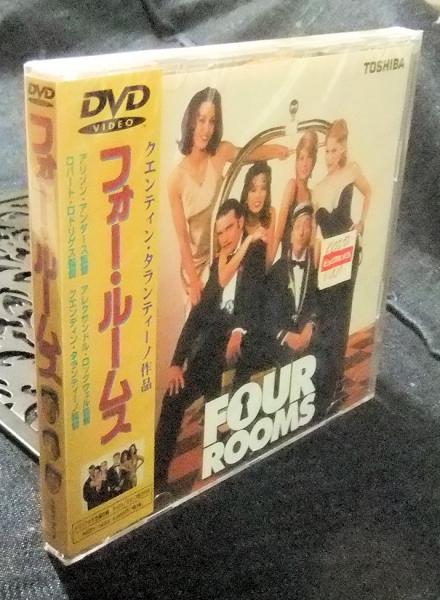 DVD
VIDEO
フォー・ルームス
DVD
VIDEO
フォー・ルームス
アリソン・アンダース監督
アレクサンドル・ロックウェル監督
ロバート・ロドリゲス監督
クエンティン・タランティーノ監督
クエンティン・タランティーノ作品
TOSHIBA
FOUR
ROOMS